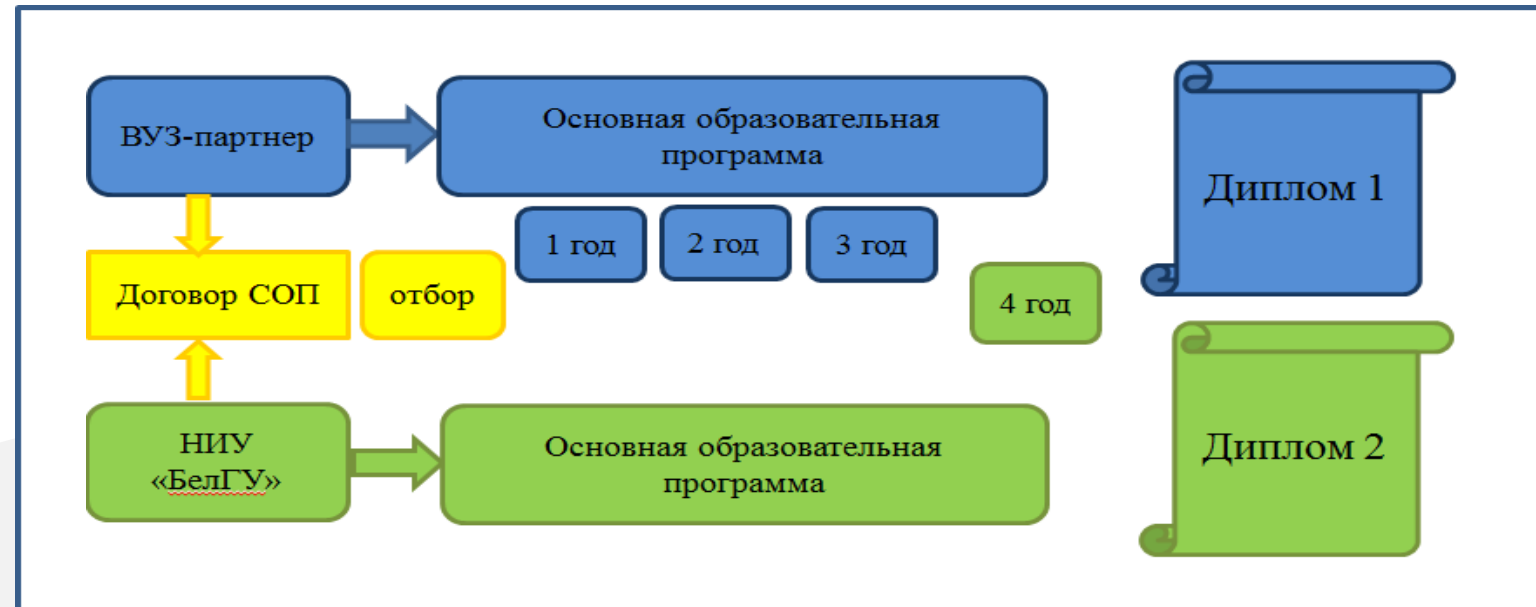 ВУЗ-партнер
Основная образовательная
программа
Диплом 1
1 год
2 год
3 год
Договор СОП
отбор
4 год
НИУ
«БелГУ»
Основная образовательная
программа
Диплом 2